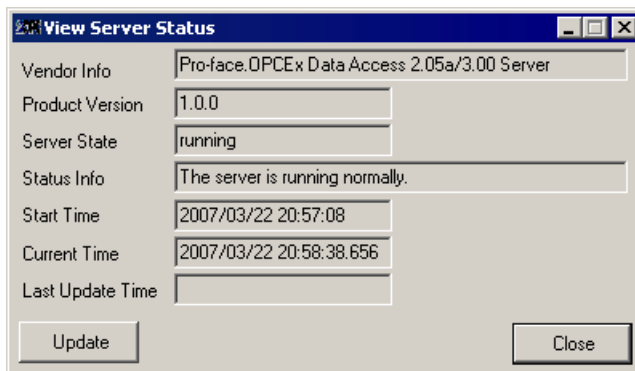 View Server Status
Vendor Info Pro-face.OPCEx Data Access 2.05a/3.00 Server
Product Version 1.0.0
Server State running
Status Info The server is running normally.
Start Time 2007/03/22 20:57:08
Current Time 2007/03/22 20:58:38.656
Last Update Time
Update Close